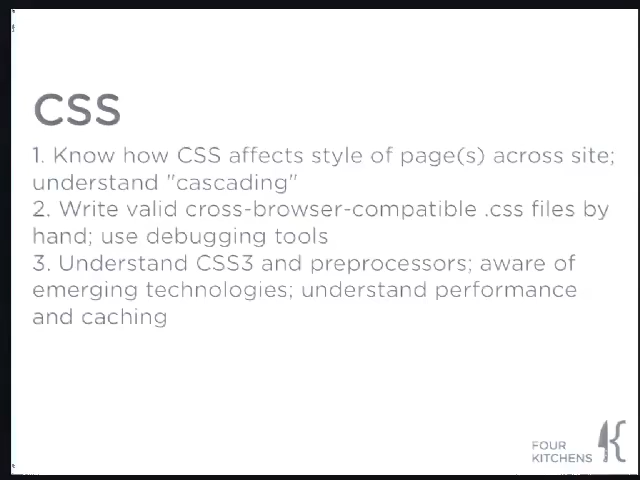 CSS
1. Know how CSS affects style of page(s) across site;
understand "cascading"
2. Write valid cross-browser-compatible .css files by
hand; use debugging tools
3. Understand CSS3 and preprocessors; aware of
emerging technologies; understand performance
and caching
FOUR
KITCHENS